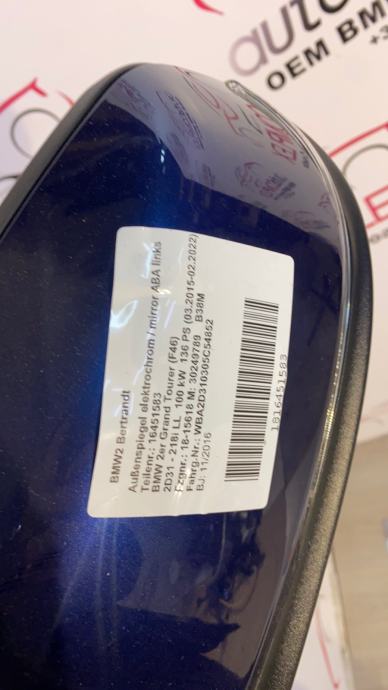 BMW2 Bertrandt
Außenspiegel elektrochrom / mirror ABA links
Teilenr.: 16451583
BMW 2er Grand Tourer (F46)
2D31 - 218i LL 100 kW 136 PS (03.2015-02.2022)
Fzgnr.: 18-15618 M: 30249789 B38M
Fahrg.Nr.: WBA2D310305C54852
BJ: 11/2016
1816451583
OEM BM